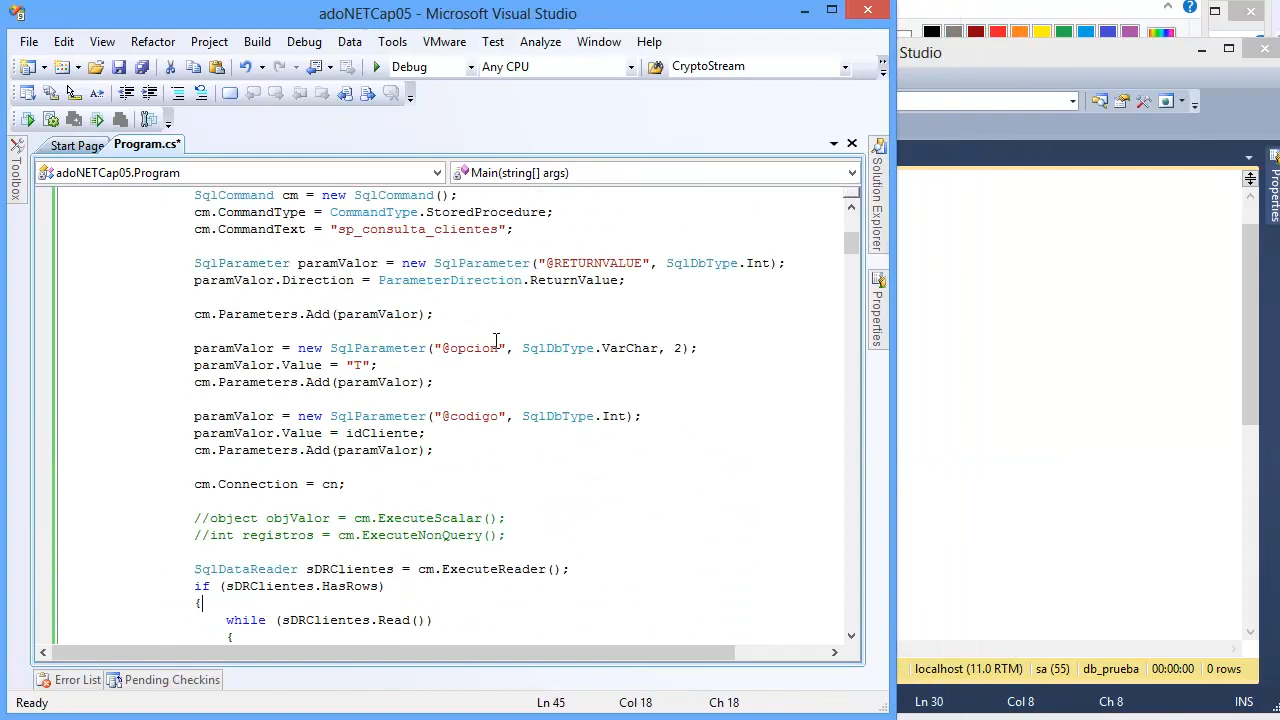 adoNETCap05 - Microsoft Visual Studio
File Edit View Refactor Project Build Debug Data Tools VMware Test Analyze Window Help
Debug Any CPU CryptoStream
Start Page Program.cs*
adoNETCap05.Program Main(string[] args)
SqlCommand cm = new SqlCommand();
cm.CommandType = CommandType.StoredProcedure;
cm.CommandText = "sp_consulta_clientes";
SqlParameter paramValor = new SqlParameter("@RETURNVALUE", SqlDbType.Int);
paramValor.Direction = ParameterDirection.ReturnValue;
cm.Parameters.Add(paramValor);
paramValor = new SqlParameter("@opcion", SqlDbType.VarChar, 2);
paramValor.Value = "T";
cm.Parameters.Add(paramValor);
paramValor = new SqlParameter("@codigo", SqlDbType.Int);
paramValor.Value = idCliente;
cm.Parameters.Add(paramValor);
cm.Connection = cn;
//object objValor = cm.ExecuteScalar();
//int registros = cm.ExecuteNonQuery();
SqlDataReader sDRClientes = cm.ExecuteReader();
if (sDRClientes.HasRows)
{
while (sDRClientes.Read())
{
Error List Pending Checkins
Ready Ln 45 Col 18 Ch 18
Toolbox
Solution Explorer
Properties
Studio
Properties
localhost (11.0 RTM) sa (55) db_prueba 00:00:00 0 rows
Ln 30 Col 8 Ch 8 INS